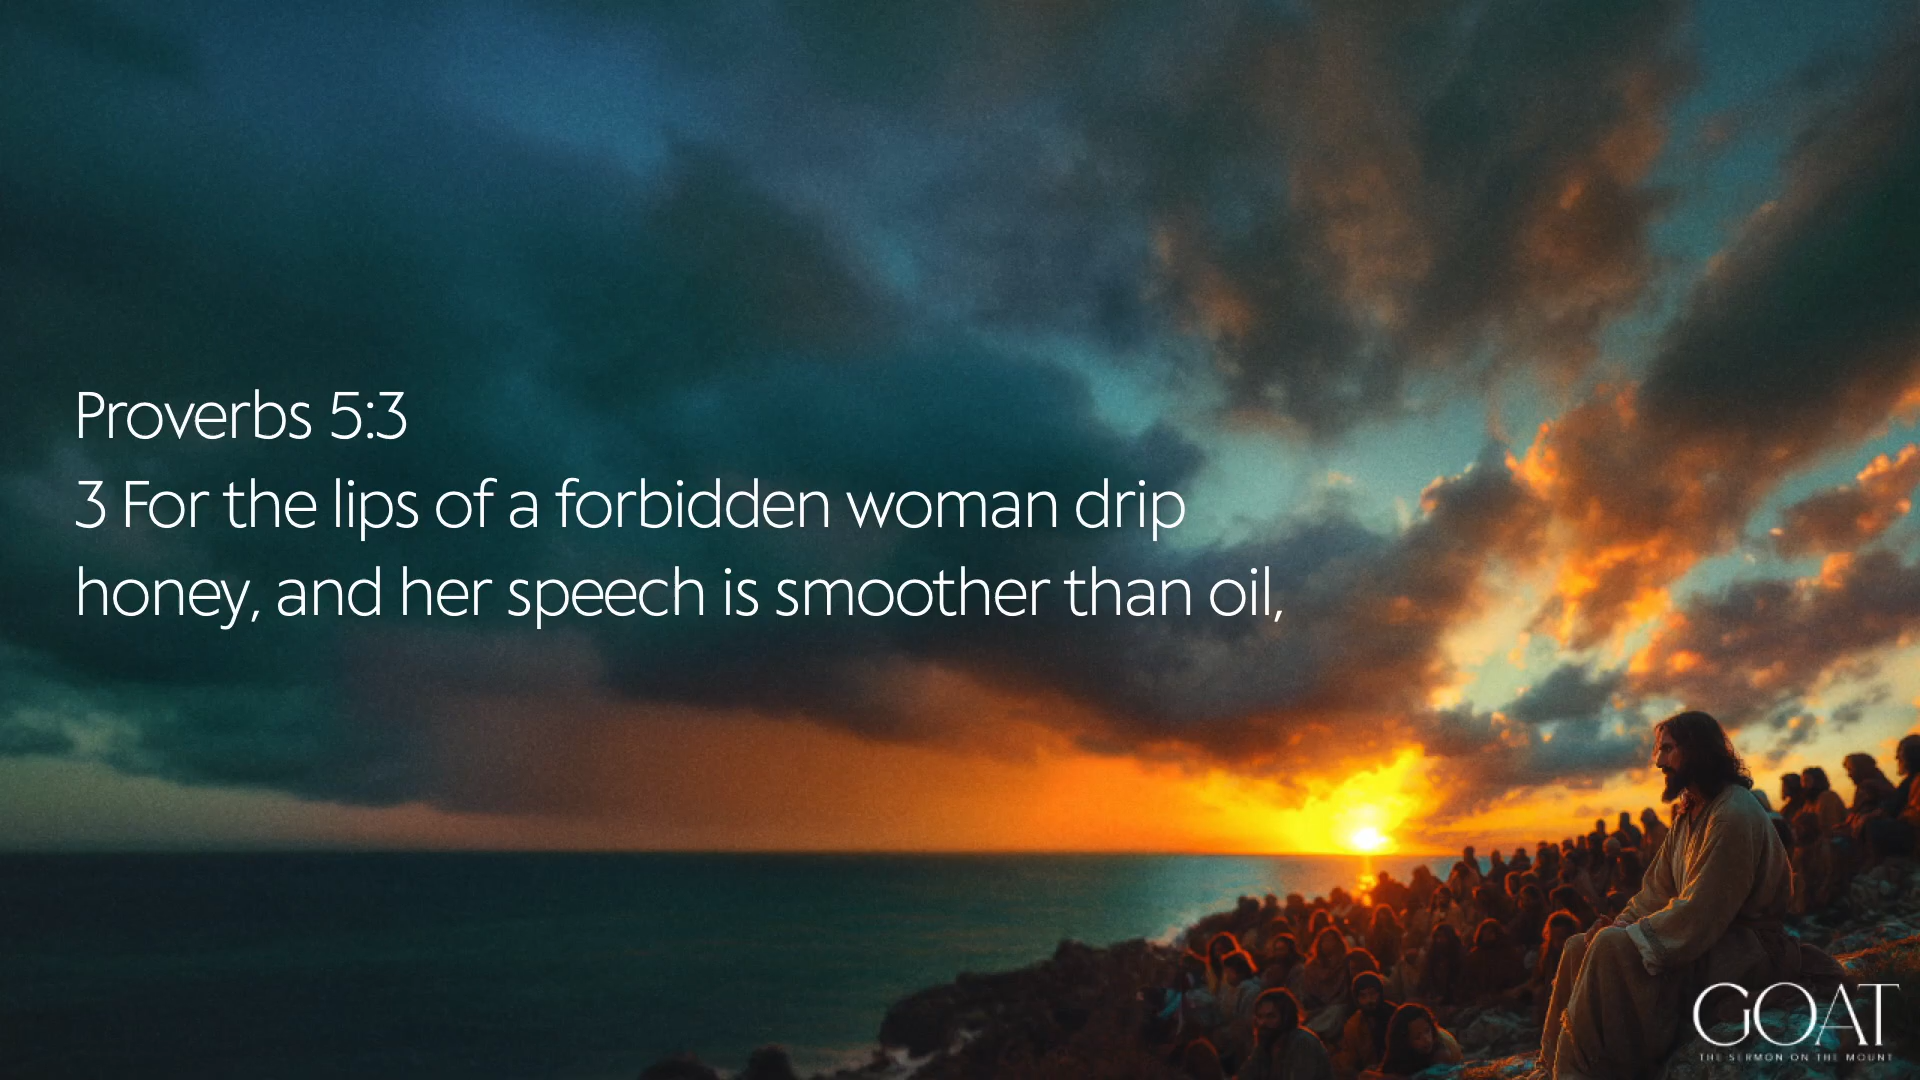 Proverbs 5:3
3 For the lips of a forbidden woman drip
honey, and her speech is smoother than oil,
GOAT
THE SERMON ON THE MOUNT